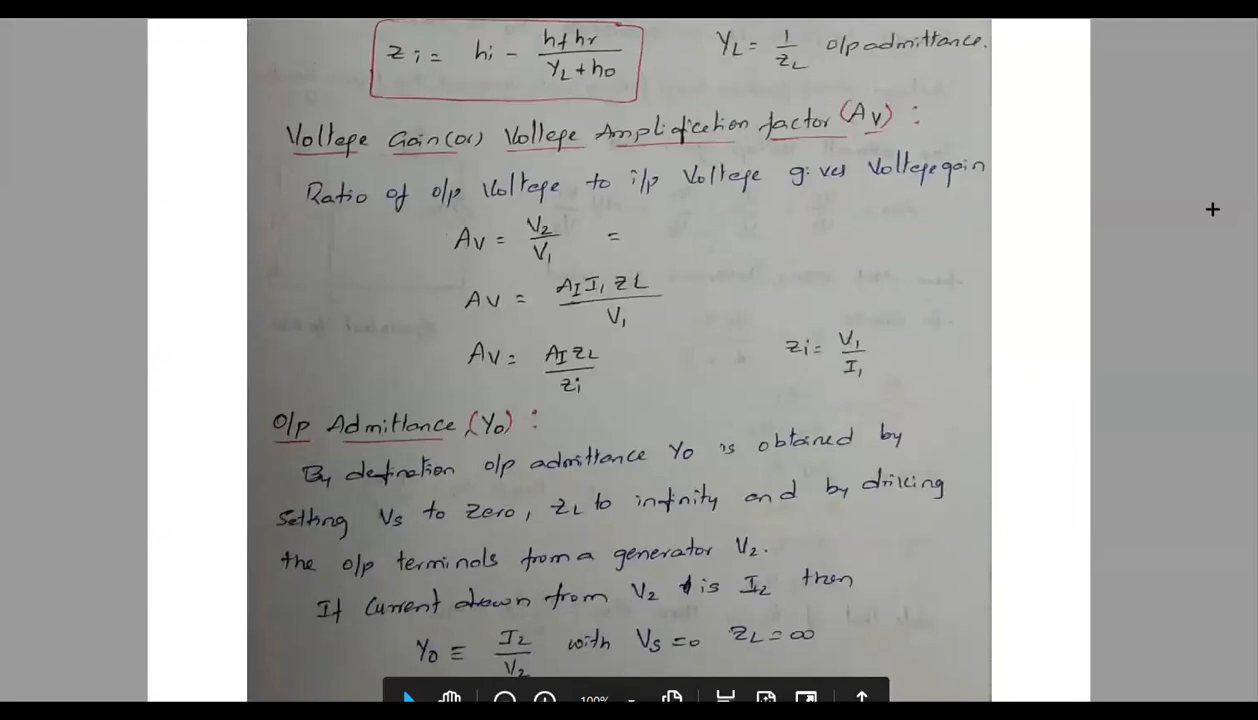 Zi = hi - hfhr / YL+ho    YL = 1/ZL o/p admittance.
Voltage Gain(or) Voltage Amplification factor (Av) :
Ratio of o/p Voltage to i/p Voltage gives Voltage gain
Av = V2/V1 =
Av = AI I1 ZL / V1
Av = AI ZL / Zi    Zi = V1/I1
O/p Admittance (Yo) :
By defination o/p admittance Yo is obtained by
Setting Vs to Zero, ZL to infinity and by driving
the o/p terminals from a generator V2.
If Current drawn from V2 is I2 then
Yo ≡ I2/V2 with Vs=0 ZL=∞
100%